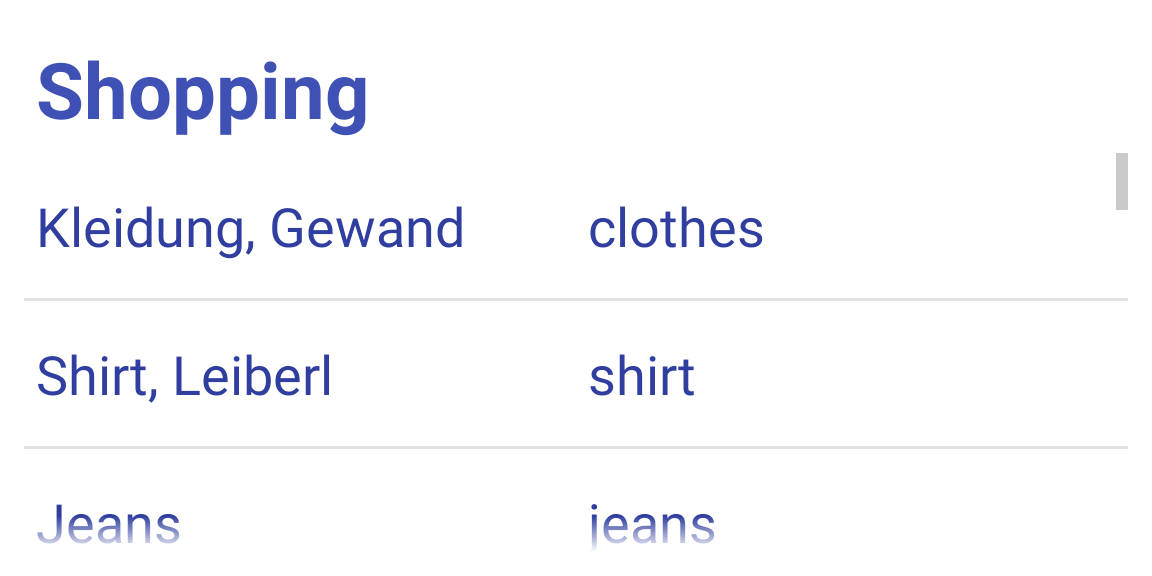 Shopping
Kleidung, Gewand clothes
Shirt, Leiberl shirt
Jeans jeans